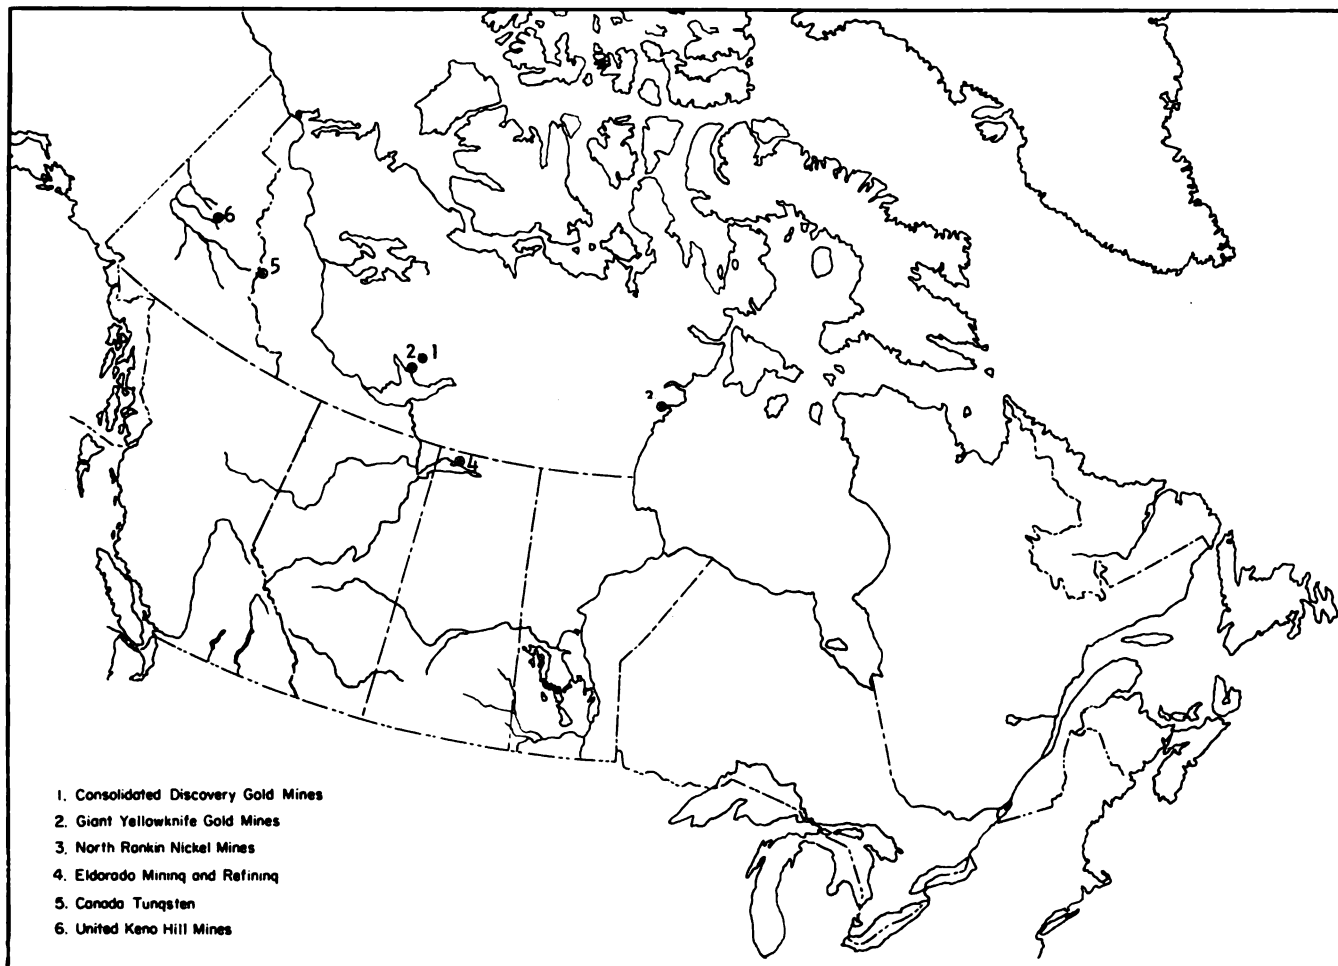 6
5
2 1
4
1. Consolidated Discovery Gold Mines
2. Giant Yellowknife Gold Mines
3. North Rankin Nickel Mines
4. Eldorado Mining and Refining
5. Canada Tungsten
6. United Keno Hill Mines